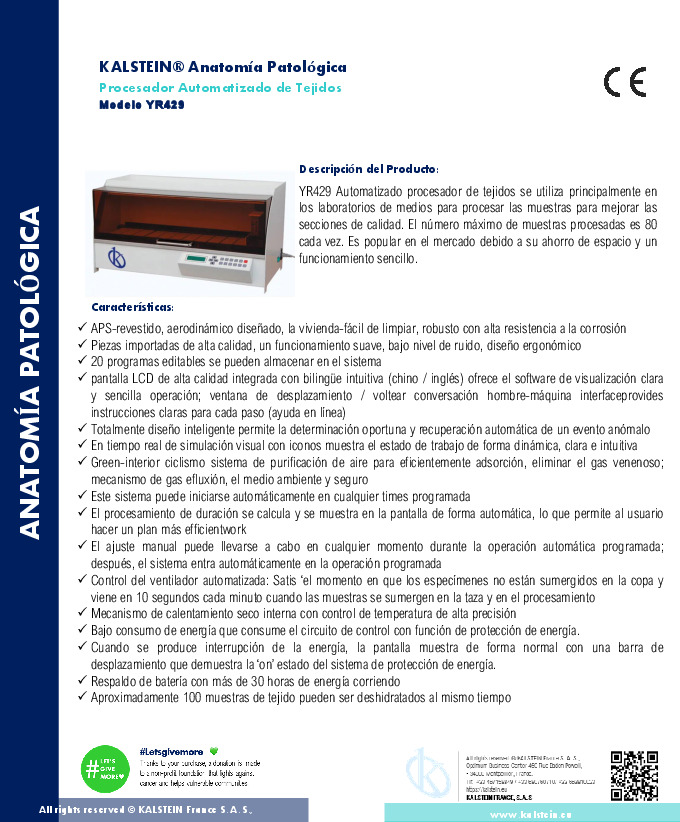 KALSTEIN® Anatomía Patológica
Procesador Automatizado de Tejidos
Modelo YR429
CE
ANATOMÍA PATOLÓGICA
Descripción del Producto:
YR429 Automatizado procesador de tejidos se utiliza principalmente en
los laboratorios de medios para procesar las muestras para mejorar las
secciones de calidad. El número máximo de muestras procesadas es 80
cada vez. Es popular en el mercado debido a su ahorro de espacio y un
funcionamiento sencillo.
Características:
✓ APS-revestido, aerodinámico diseñado, la vivienda-fácil de limpiar, robusto con alta resistencia a la corrosión
✓ Piezas importadas de alta calidad, un funcionamiento suave, bajo nivel de ruido, diseño ergonómico
✓ 20 programas editables se pueden almacenar en el sistema
✓ pantalla LCD de alta calidad integrada con bilingüe intuitiva (chino / inglés) ofrece el software de visualización clara
y sencilla operación; ventana de desplazamiento / voltear conversación hombre-máquina interfaceprovides
instrucciones claras para cada paso (ayuda en línea)
✓ Totalmente diseño inteligente permite la determinación oportuna y recuperación automática de un evento anómalo
✓ En tiempo real de simulación visual con iconos muestra el estado de trabajo de forma dinámica, clara e intuitiva
✓ Green-interior ciclismo sistema de purificación de aire para eficientemente adsorción, eliminar el gas venenoso;
mecanismo de gas efluxión, el medio ambiente y seguro
✓ Este sistema puede iniciarse automáticamente en cualquier times programada
✓ El procesamiento de duración se calcula y se muestra en la pantalla de forma automática, lo que permite al usuario
hacer un plan más efficientwork
✓ El ajuste manual puede llevarse a cabo en cualquier momento durante la operación automática programada;
después, el sistema entra automáticamente en la operación programada
✓ Control del ventilador automatizada: Satis ‘el momento en que los especímenes no están sumergidos en la copa y
viene en 10 segundos cada minuto cuando las muestras se sumergen en la taza y en el procesamiento
✓ Mecanismo de calentamiento seco interna con control de temperatura de alta precisión
✓ Bajo consumo de energía que consume el circuito de control con función de protección de energía.
✓ Cuando se produce interrupción de la energía, la pantalla muestra de forma normal con una barra de
desplazamiento que demuestra la ‘on’ estado del sistema de protección de energía.
✓ Respaldo de batería con más de 30 horas de energía corriendo
✓ Aproximadamente 100 muestras de tejido pueden ser deshidratados al mismo tiempo
#LET'S
GIVE
MORE
#Letsgivemore
Thanks to your purchase, a donation is made
to a non-profit foundation that fights against
cancer and helps vulnerable communities
All rights reserved © KALSTEIN France S. A. S.,
Optimum Business Center 450 Rue Baden Powell,
34000 Montpellier, France.
https://kalstein.eu
KALSTEIN FRANCE, S.A.S
All rights reserved © KALSTEIN France S. A. S.,
www.kalstein.eu